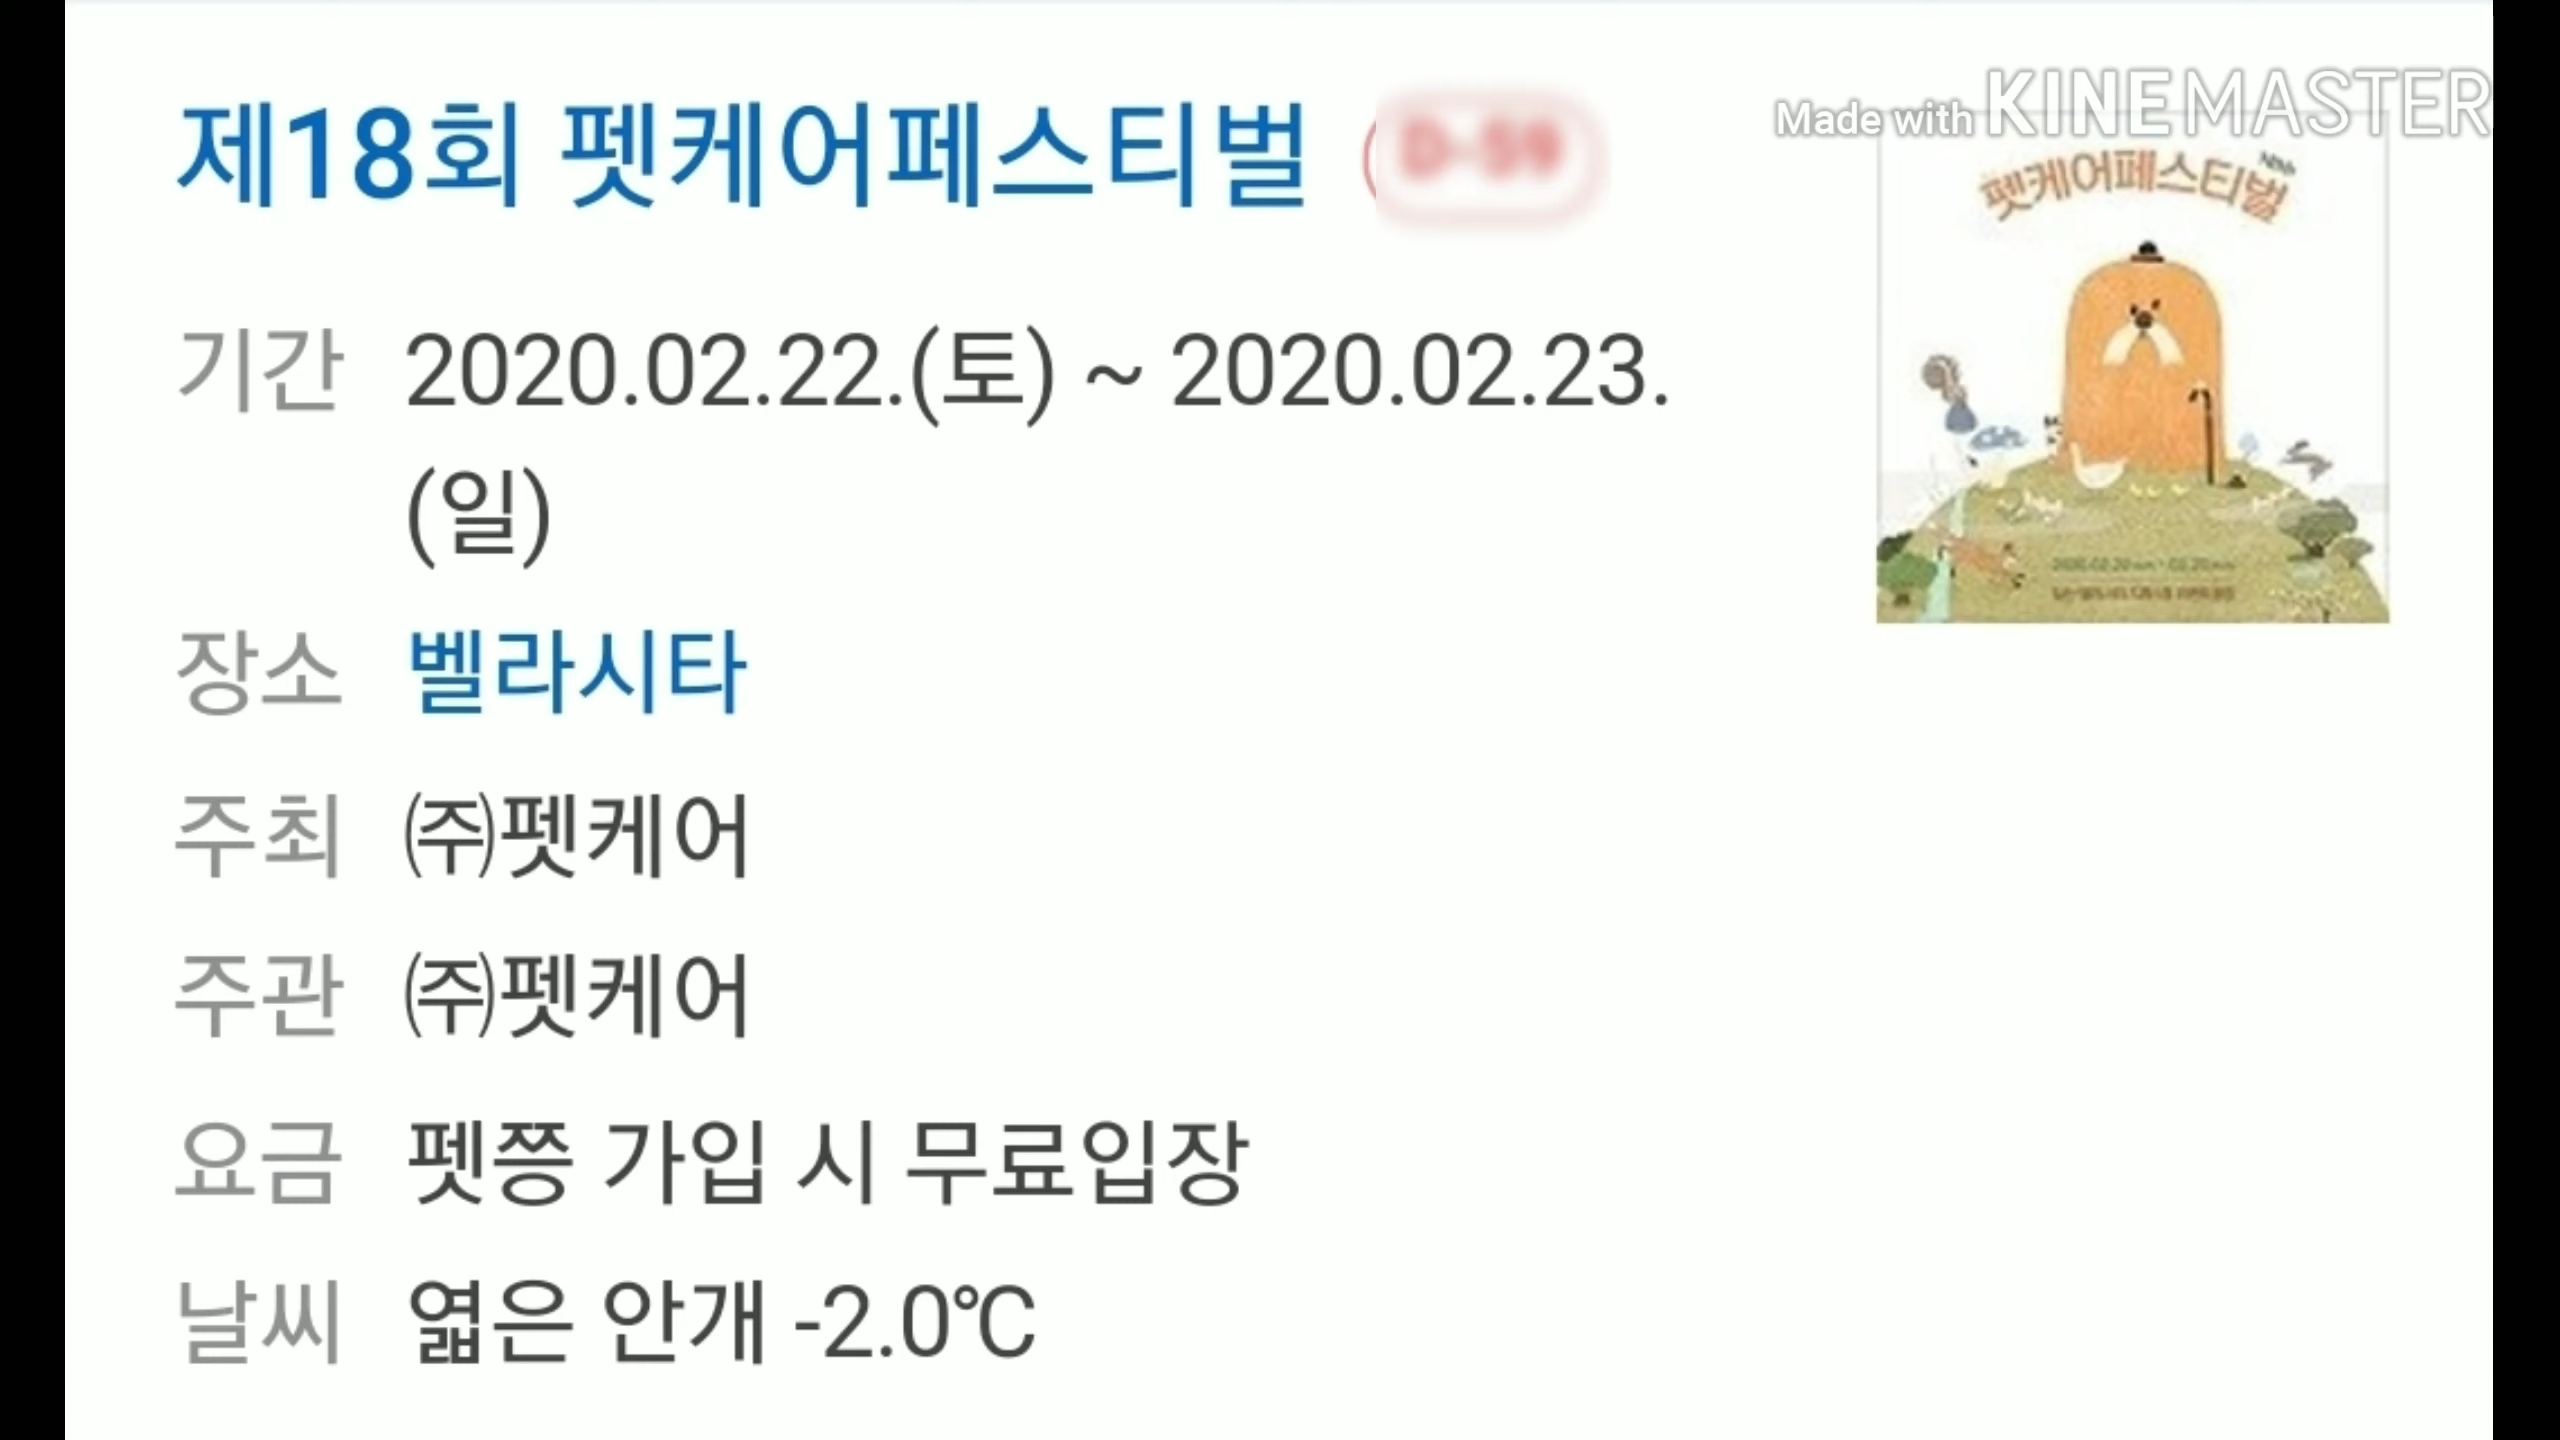 제18회 펫케어페스티벌
Made with KINEMASTER
펫케어페스티벌
기간 2020.02.22.(토) ~ 2020.02.23.
(일)
장소 벨라시타
주최 ㈜펫케어
주관 ㈜펫케어
요금 펫쫑 가입 시 무료입장
날씨 엷은 안개 -2.0℃